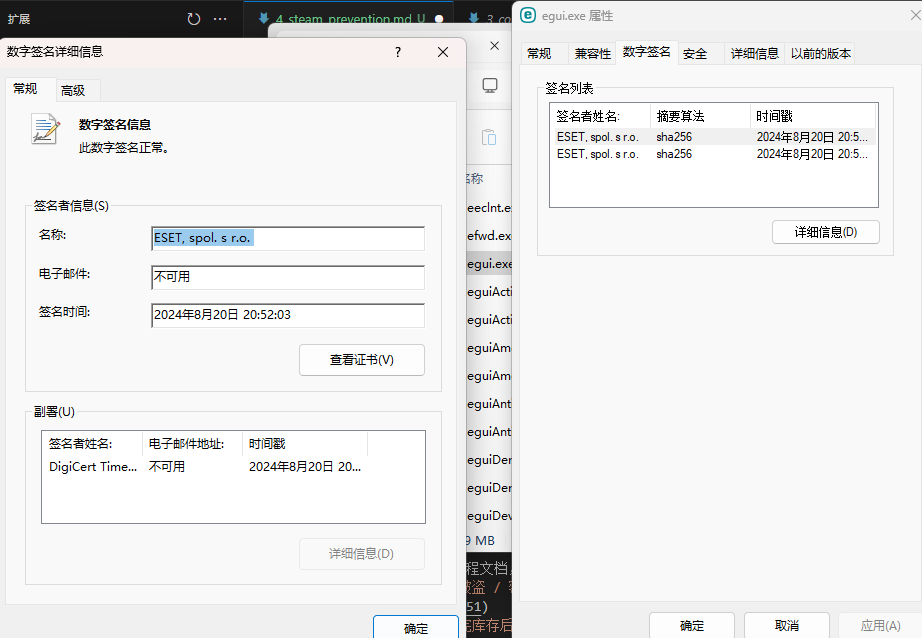 扩展
4_steam_prevention.md U
数字签名详细信息
常规
高级
数字签名信息
此数字签名正常。
签名者信息(S)
名称:
ESET, spol. s r.o.
电子邮件:
不可用
签名时间:
2024年8月20日 20:52:03
查看证书(V)
副署(U)
签名者姓名:
电子邮件地址:
时间戳
DigiCert Time...
不可用
2024年8月20日 20...
详细信息(D)
确定
名称
eeclnt.e
efwd.ex
egui.exe
eguiActi
eguiActi
eguiAm
eguiAm
eguiAnt
eguiAnt
eguiDer
eguiDer
eguiDev
9 MB
程文档
被盗 /
51)
库存后
egui.exe 属性
常规
兼容性
数字签名
安全
详细信息
以前的版本
签名列表
签名者姓名:
摘要算法
时间戳
ESET, spol. s r.o.
sha256
2024年8月20日 20:5...
ESET, spol. s r.o.
sha256
2024年8月20日 20:5...
详细信息(D)
确定
取消
应用(A)